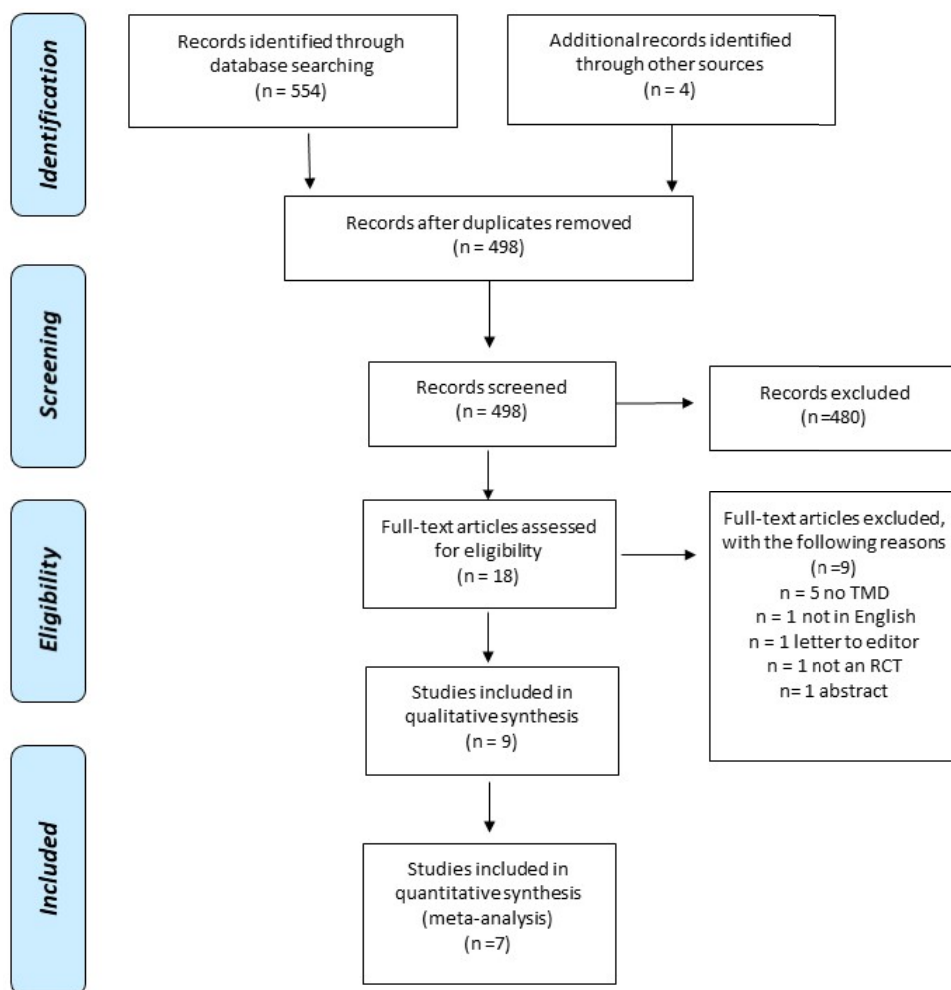 Identification
Records identified through
database searching
(n = 554)
Additional records identified
through other sources
(n = 4)
Records after duplicates removed
(n = 498)
Screening
Records screened
(n = 498)
Records excluded
(n =480)
Eligibility
Full-text articles assessed
for eligibility
(n = 18)
Full-text articles excluded,
with the following reasons
(n =9)
n = 5 no TMD
n = 1 not in English
n = 1 letter to editor
n = 1 not an RCT
n= 1 abstract
Studies included in
qualitative synthesis
(n = 9)
Included
Studies included in
quantitative synthesis
(meta-analysis)
(n =7)